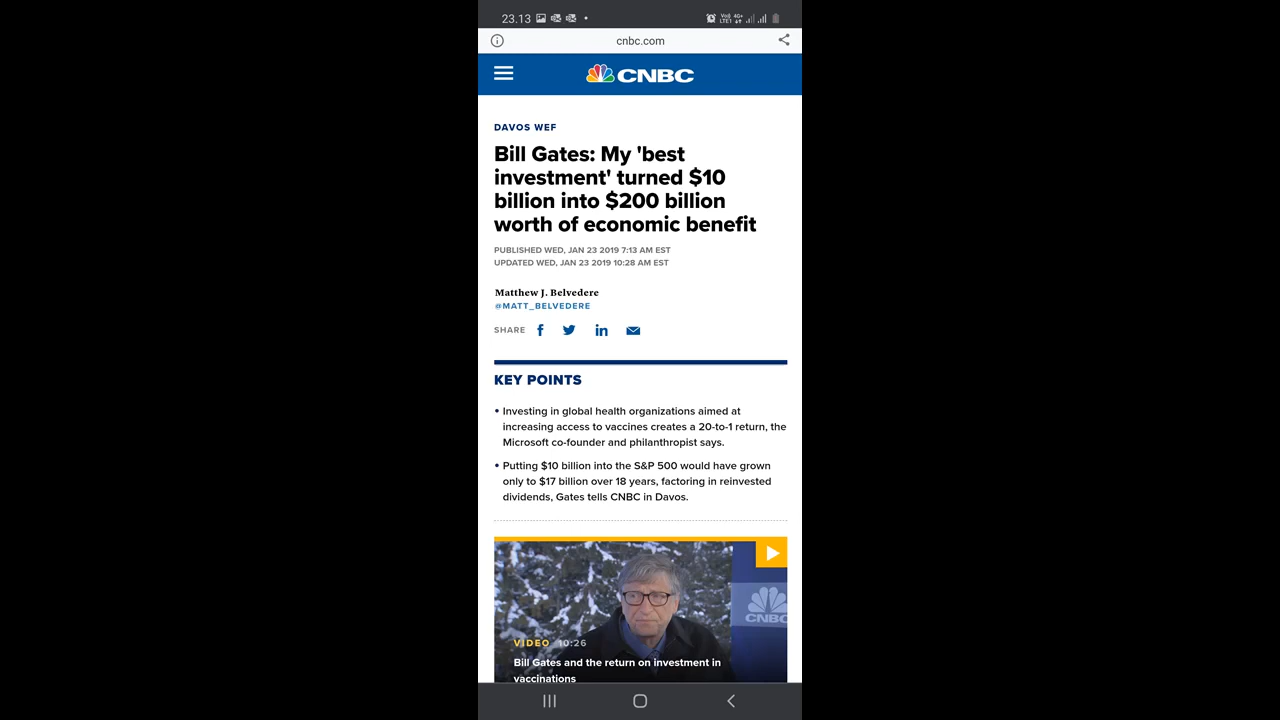 23.13
VoD 4G+
LTE1
cnbc.com
CNBC
DAVOS WEF
Bill Gates: My 'best
investment' turned $10
billion into $200 billion
worth of economic benefit
PUBLISHED WED, JAN 23 2019 7:13 AM EST
UPDATED WED, JAN 23 2019 10:28 AM EST
Matthew J. Belvedere
@MATT_BELVEDERE
SHARE
KEY POINTS
• Investing in global health organizations aimed at
increasing access to vaccines creates a 20-to-1 return, the
Microsoft co-founder and philanthropist says.
• Putting $10 billion into the S&P 500 would have grown
only to $17 billion over 18 years, factoring in reinvested
dividends, Gates tells CNBC in Davos.
CNBC
VIDEO 10:26
Bill Gates and the return on investment in
vaccinations